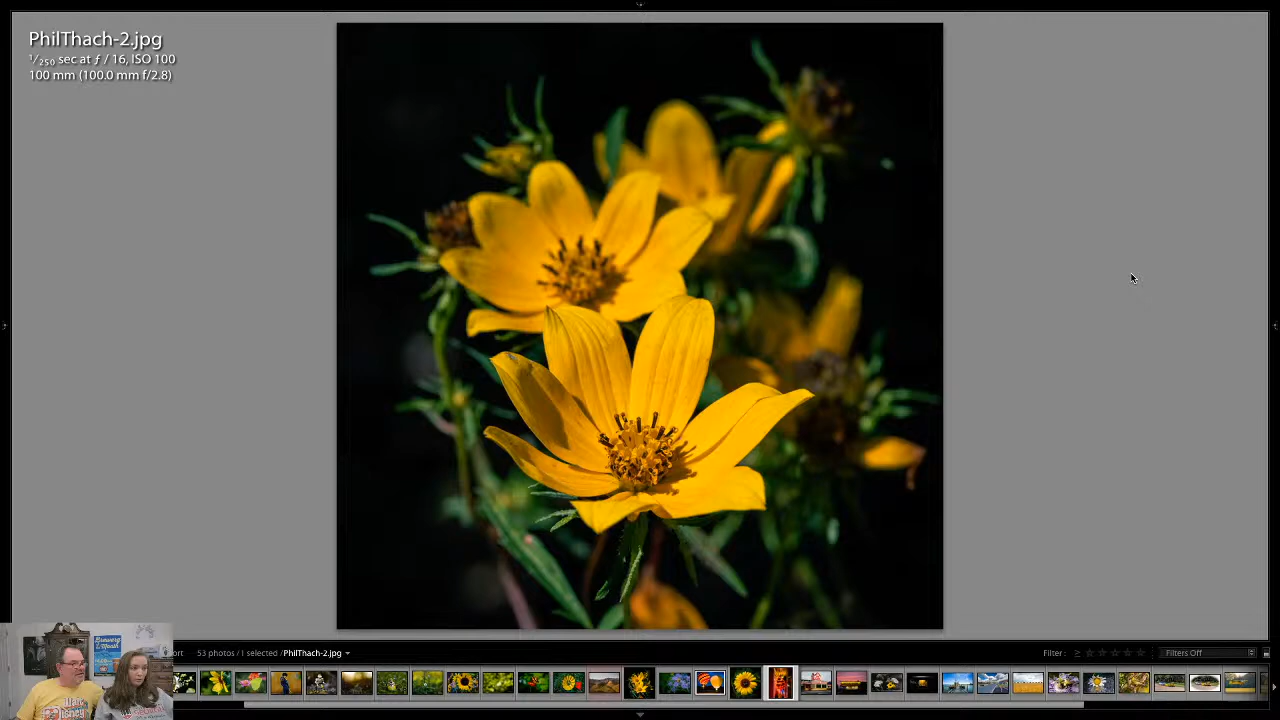 PhilThach-2.jpg
1/250 sec at ƒ / 16, ISO 100
100 mm (100.0 mm f/2.8)
53 photos / 1 selected / PhilThach-2.jpg
Filter :
Filters Off